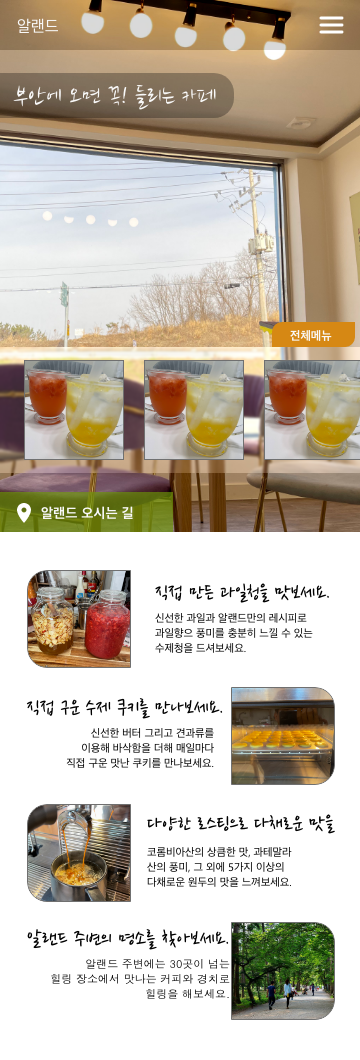 알랜드
부안에 오면 꼭! 들리는 카페
전체메뉴
알랜드 오시는 길
직접 만든 과일청을 맛보세요.
신선한 과일과 알랜드만의 레시피로
과일향으 풍미를 충분히 느낄 수 있는
수제청을 드셔보세요.
직접 구운 수제 쿠키를 만나보세요.
신선한 버터 그리고 견과류를
이용해 바삭함을 더해 매일마다
직접 구운 맛난 쿠키를 만나보세요.
다양한 로스팅으로 다채로운 맛을
코롬비아산의 상큼한 맛, 과테말라
산의 풍미, 그 외에 5가지 이상의
다채로운 원두의 맛을 느껴보세요.
알랜드 주변의 명소를 찾아보세요.
알랜드 주변에는 30곳이 넘는
힐링 장소에서 맛나는 커피와 경치로
힐링을 해보세요.